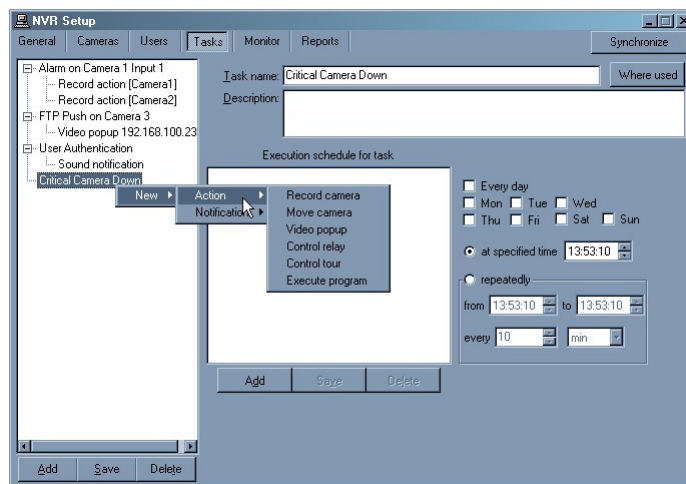 NVR Setup
General Cameras Users Tasks Monitor Reports Synchronize
Alarm on Camera 1 Input 1
Record action [Camera1]
Record action [Camera2]
FTP Push on Camera 3
Video popup 192.168.100.23
User Authentication
Sound notification
Critical Camera Down
Task name: Critical Camera Down Where used
Description:
Execution schedule for task
New
Action
Notification
Record camera
Move camera
Video popup
Control relay
Control tour
Execute program
Every day
Mon Tue Wed
Thu Fri Sat Sun
at specified time 13:53:10
repeatedly
from 13:53:10 to 13:53:10
every 10 min
Add Save Delete
Add Save Delete